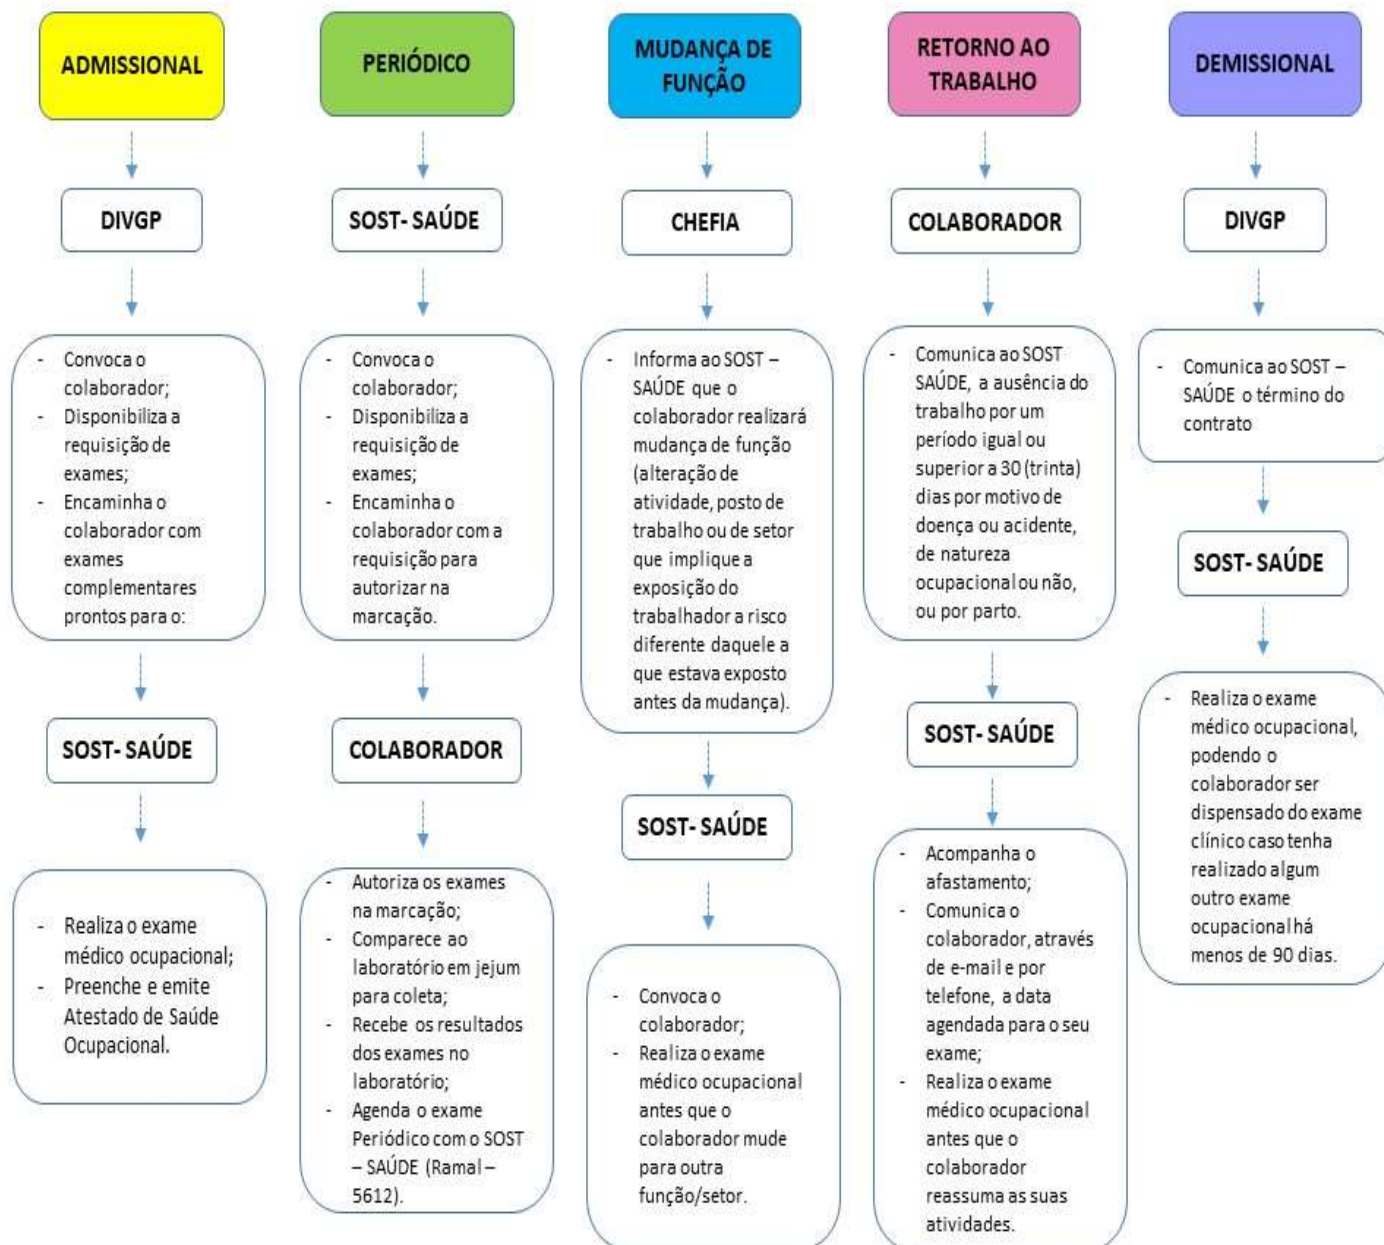 ADMISSIONAL
DIVGP
- Convoca o
colaborador;
- Disponibiliza a
requisição de
exames;
- Encaminha o
colaborador com
exames
complementares
prontos para o:
SOST- SAÚDE
- Realiza o exame
médico ocupacional;
- Preenche e emite
Atestado de Saúde
Ocupacional.
PERIÓDICO
SOST- SAÚDE
- Convoca o
colaborador;
- Disponibiliza a
requisição de
exames;
- Encaminha o
colaborador com a
requisição para
autorizar na
marcação.
COLABORADOR
- Autoriza os exames
na marcação;
- Comparece ao
laboratório em jejum
para coleta;
- Recebe os resultados
dos exames no
laboratório;
- Agenda o exame
Periódico com o SOST
– SAÚDE (Ramal –
5612).
MUDANÇA DE
FUNÇÃO
CHEFIA
- Informa ao SOST –
SAÚDE que o
colaborador realizará
mudança de função
(alteração de
atividade, posto de
trabalho ou de setor
que implique a
exposição do
trabalhador a risco
diferente daquele a
que estava exposto
antes da mudança).
SOST- SAÚDE
- Convoca o
colaborador;
- Realiza o exame
médico ocupacional
antes que o
colaborador mude
para outra
função/setor.
RETORNO AO
TRABALHO
COLABORADOR
- Comunica ao SOST
SAÚDE, a ausência do
trabalho por um
período igual ou
superior a 30 (trinta)
dias por motivo de
doença ou acidente,
de natureza
ocupacional ou não,
ou por parto.
SOST- SAÚDE
- Acompanha o
afastamento;
- Comunica o
colaborador, através
de e-mail e por
telefone, a data
agendada para o seu
exame;
- Realiza o exame
médico ocupacional
antes que o
colaborador
reassuma as suas
atividades.
DEMISSIONAL
DIVGP
- Comunica ao SOST –
SAÚDE o término do
contrato
SOST- SAÚDE
- Realiza o exame
médico ocupacional,
podendo o
colaborador ser
dispensado do exame
clínico caso tenha
realizado algum
outro exame
ocupacional há
menos de 90 dias.